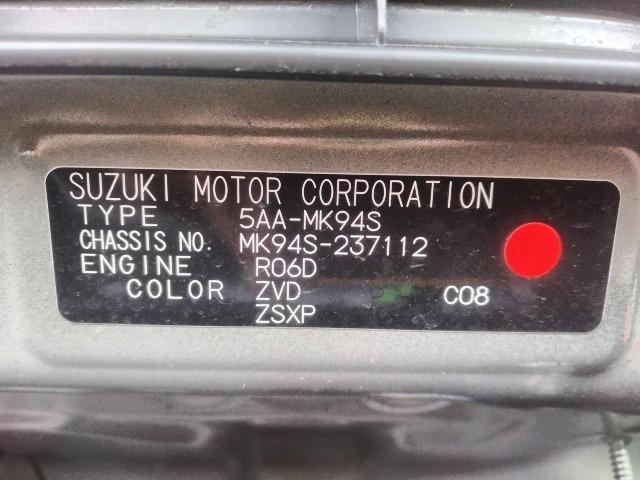 SUZUKI MOTOR CORPORATION
TYPE 5AA-MK94S
CHASSIS NO. MK94S-237112
ENGINE R06D
COLOR ZVD C08
ZSXP